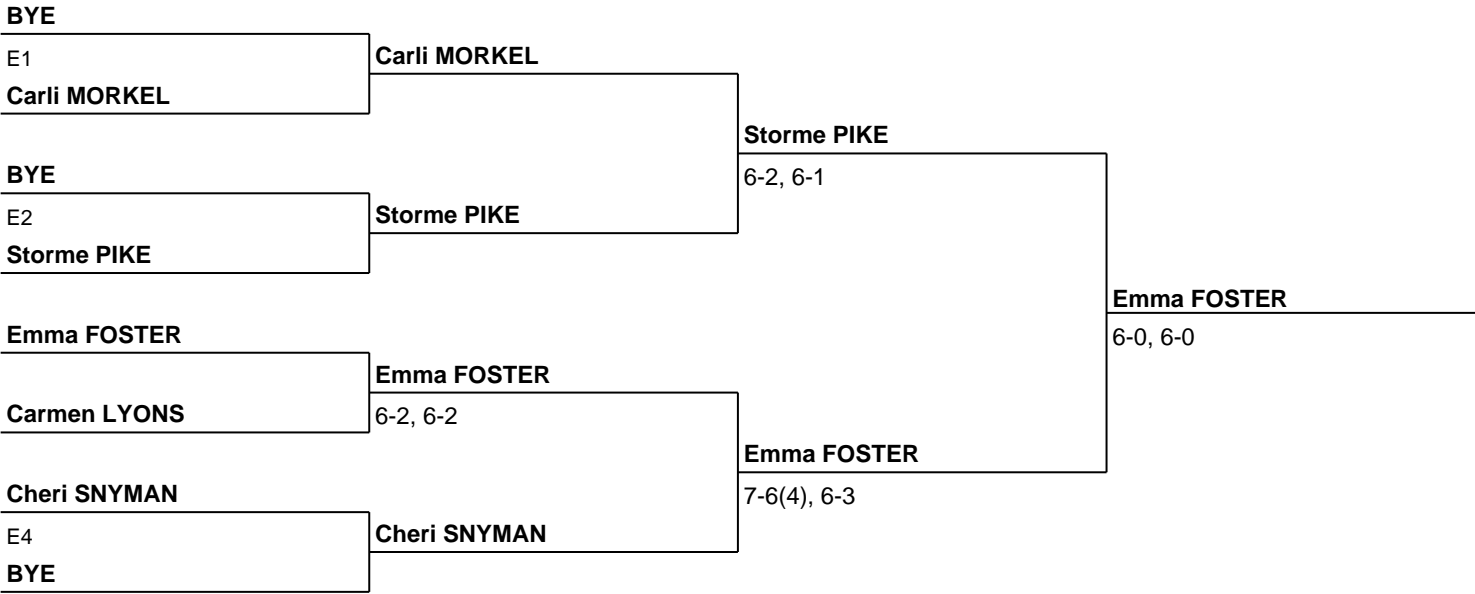 BYE
E1
Carli MORKEL
Carli MORKEL
BYE
E2
Storme PIKE
Storme PIKE
Storme PIKE
6-2, 6-1
Emma FOSTER
Carmen LYONS
Emma FOSTER
6-2, 6-2
Cheri SNYMAN
E4
BYE
Cheri SNYMAN
Emma FOSTER
7-6(4), 6-3
Emma FOSTER
6-0, 6-0